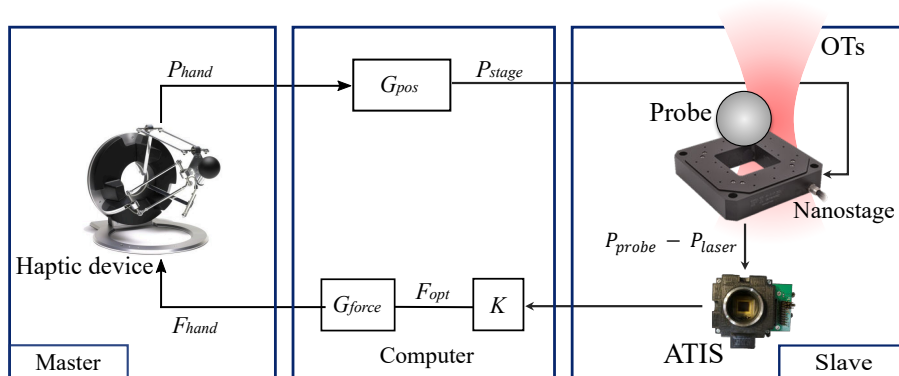 OTs
P_hand
P_stage
G_pos
Probe
Nanostage
P_probe − P_laser
Haptic device
F_hand
G_force
F_opt
K
ATIS
Computer
Master
Slave